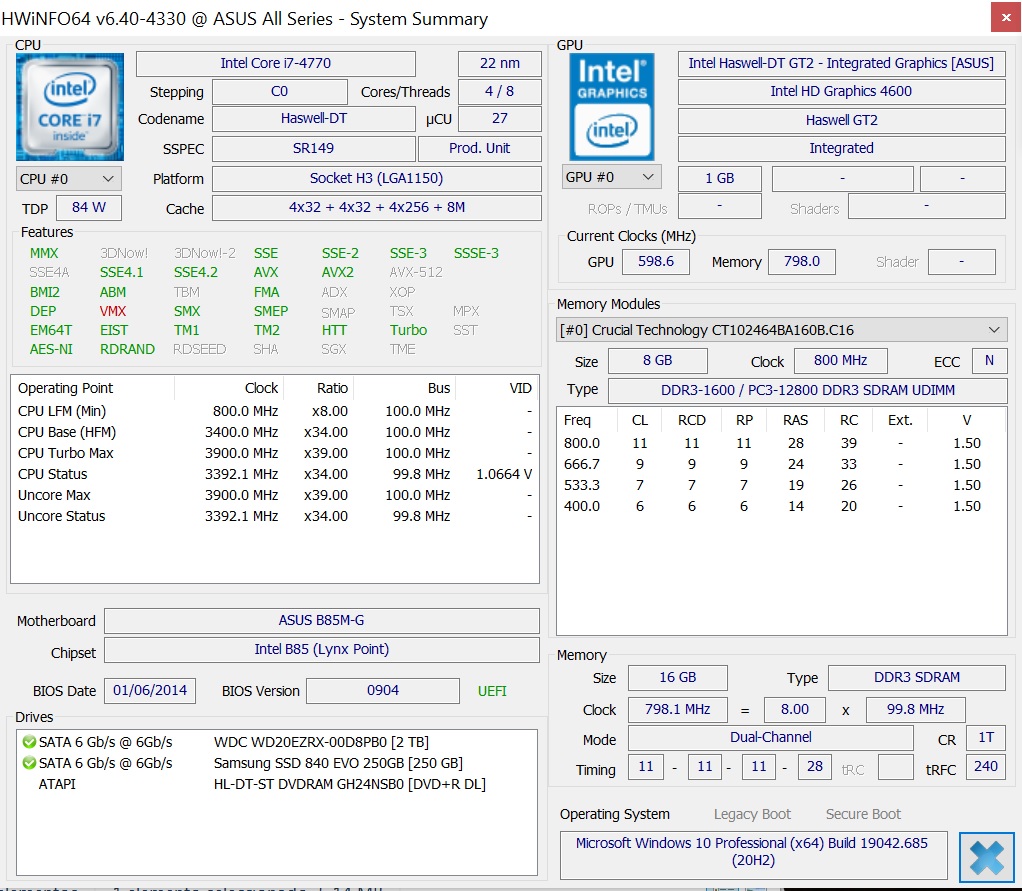 HWiNFO64 v6.40-4330 @ ASUS All Series - System Summary
CPU
intel
CORE i7
inside
Intel Core i7-4770
22 nm
Stepping C0 Cores/Threads 4 / 8
Codename Haswell-DT µCU 27
SSPEC SR149 Prod. Unit
CPU #0 Platform Socket H3 (LGA1150)
TDP 84 W Cache 4x32 + 4x32 + 4x256 + 8M
Features
MMX 3DNow! 3DNow!-2 SSE SSE-2 SSE-3 SSSE-3
SSE4A SSE4.1 SSE4.2 AVX AVX2 AVX-512
BMI2 ABM TBM FMA ADX XOP
DEP VMX SMX SMEP SMAP TSX MPX
EM64T EIST TM1 TM2 HTT Turbo SST
AES-NI RDRAND RDSEED SHA SGX TME
Operating Point Clock Ratio Bus VID
CPU LFM (Min) 800.0 MHz x8.00 100.0 MHz -
CPU Base (HFM) 3400.0 MHz x34.00 100.0 MHz -
CPU Turbo Max 3900.0 MHz x39.00 100.0 MHz -
CPU Status 3392.1 MHz x34.00 99.8 MHz 1.0664 V
Uncore Max 3900.0 MHz x39.00 100.0 MHz -
Uncore Status 3392.1 MHz x34.00 99.8 MHz -
Motherboard ASUS B85M-G
Chipset Intel B85 (Lynx Point)
BIOS Date 01/06/2014 BIOS Version 0904 UEFI
Drives
SATA 6 Gb/s @ 6Gb/s WDC WD20EZRX-00D8PB0 [2 TB]
SATA 6 Gb/s @ 6Gb/s Samsung SSD 840 EVO 250GB [250 GB]
ATAPI HL-DT-ST DVDRAM GH24NSB0 [DVD+R DL]
GPU
Intel®
GRAPHICS
intel
Intel Haswell-DT GT2 - Integrated Graphics [ASUS]
Intel HD Graphics 4600
Haswell GT2
Integrated
GPU #0 1 GB - -
ROPs / TMUs - Shaders -
Current Clocks (MHz)
GPU 598.6 Memory 798.0 Shader -
Memory Modules
[#0] Crucial Technology CT102464BA160B.C16
Size 8 GB Clock 800 MHz ECC N
Type DDR3-1600 / PC3-12800 DDR3 SDRAM UDIMM
Freq CL RCD RP RAS RC Ext. V
800.0 11 11 11 28 39 - 1.50
666.7 9 9 9 24 33 - 1.50
533.3 7 7 7 19 26 - 1.50
400.0 6 6 6 14 20 - 1.50
Memory
Size 16 GB Type DDR3 SDRAM
Clock 798.1 MHz = 8.00 x 99.8 MHz
Mode Dual-Channel CR 1T
Timing 11 - 11 - 11 - 28 tRC tRFC 240
Operating System Legacy Boot Secure Boot
Microsoft Windows 10 Professional (x64) Build 19042.685
(20H2)